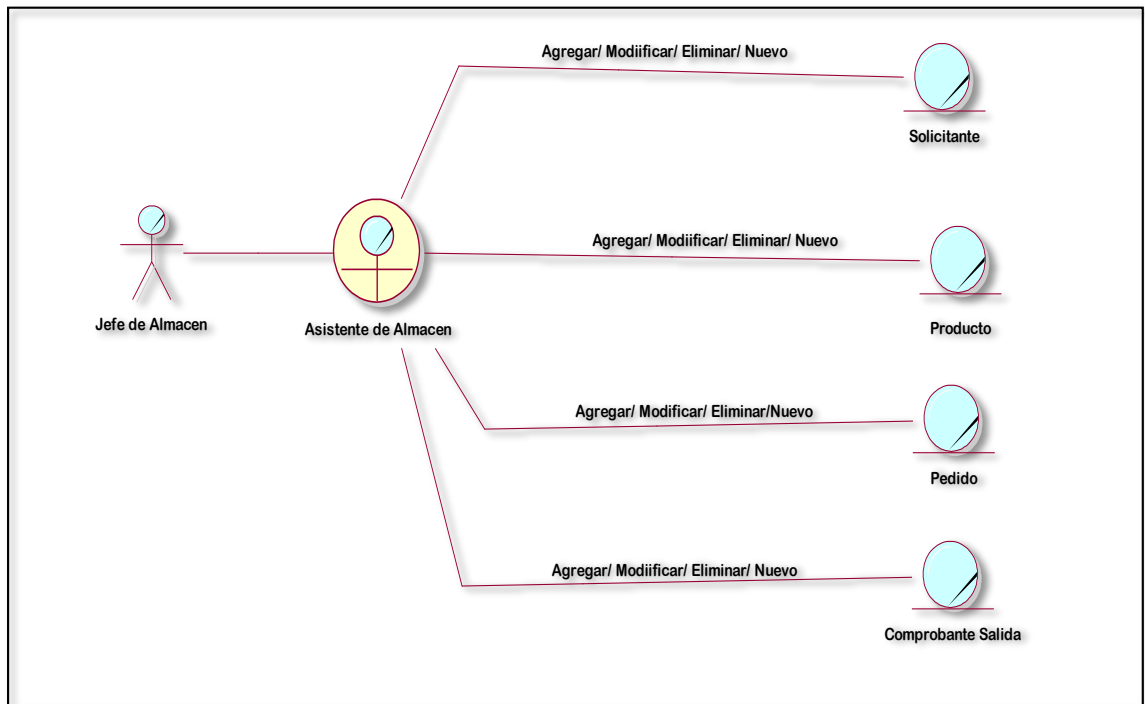 Agregar/ Modiificar/ Eliminar/ Nuevo
Solicitante
Agregar/ Modiificar/ Eliminar/ Nuevo
Jefe de Almacen
Asistente de Almacen
Producto
Agregar/ Modificar/ Eliminar/Nuevo
Pedido
Agregar/ Modiificar/ Eliminar/ Nuevo
Comprobante Salida